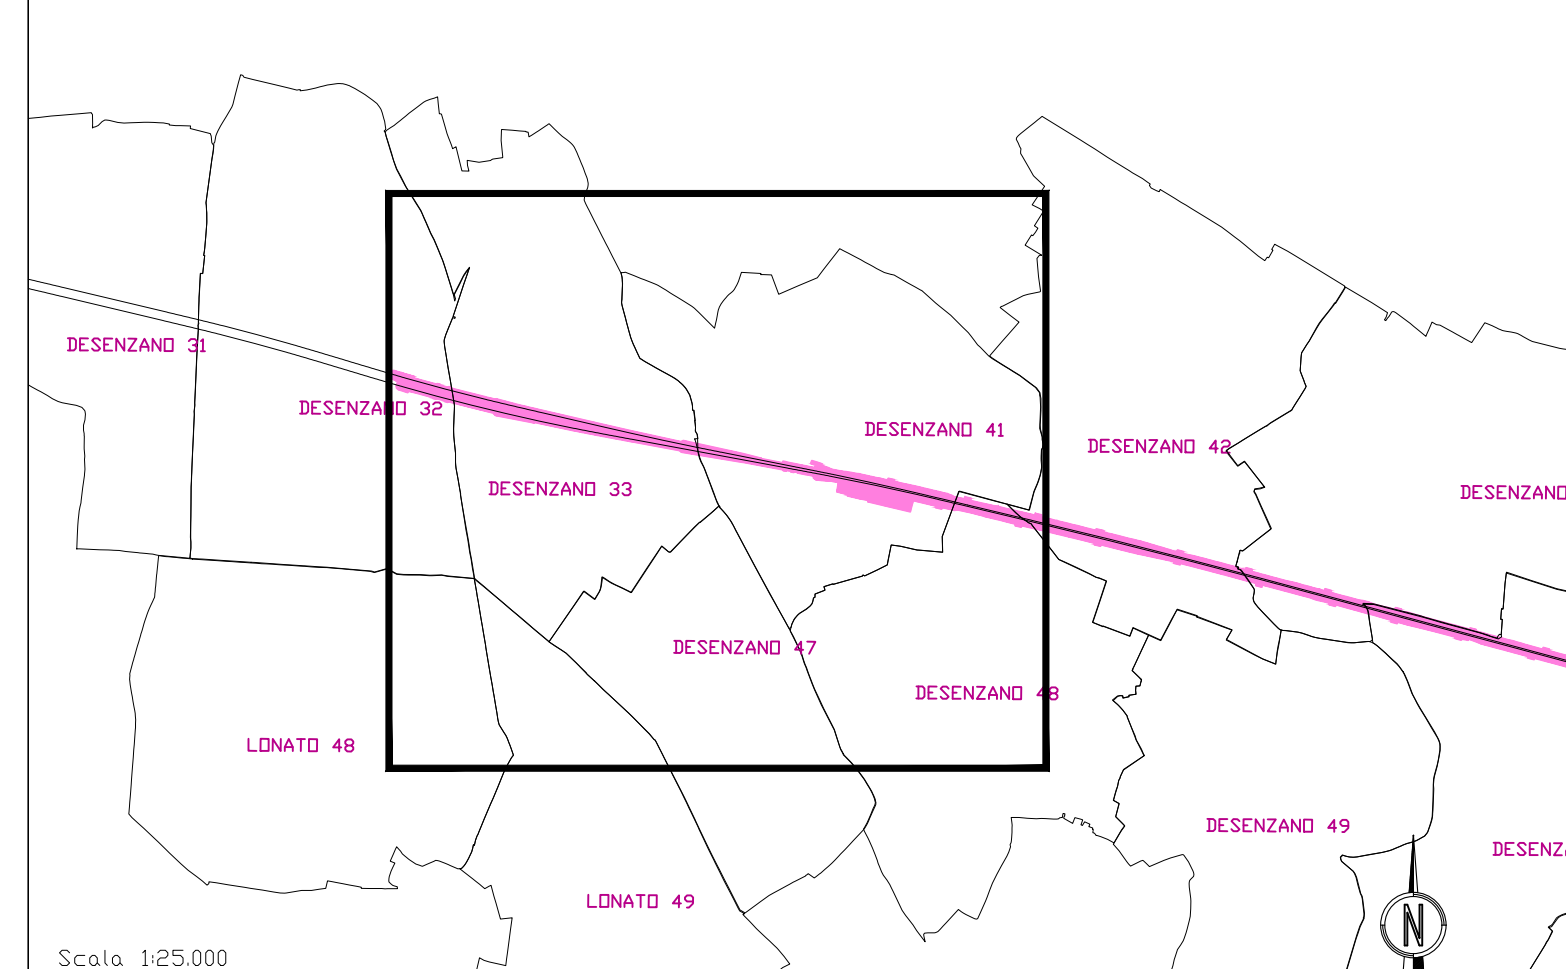 DESENZANO 31
DESENZANO 32
DESENZANO 41
DESENZANO 42
DESENZANO 33
DESENZANO
DESENZANO 47
DESENZANO 48
LONATO 48
DESENZANO 49
LONATO 49
N
Scala 1:25.000